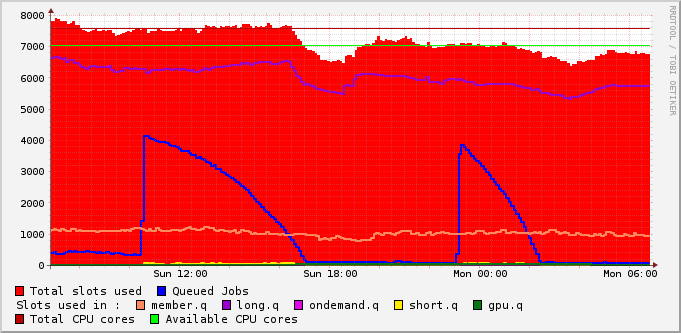 8000
7000
6000
5000
4000
3000
2000
1000
0
Sun 12:00 Sun 18:00 Mon 00:00 Mon 06:00
RRDTOOL / TOBI OETIKER
Total slots used Queued Jobs
Slots used in : member.q long.q ondemand.q short.q gpu.q
Total CPU cores Available CPU cores